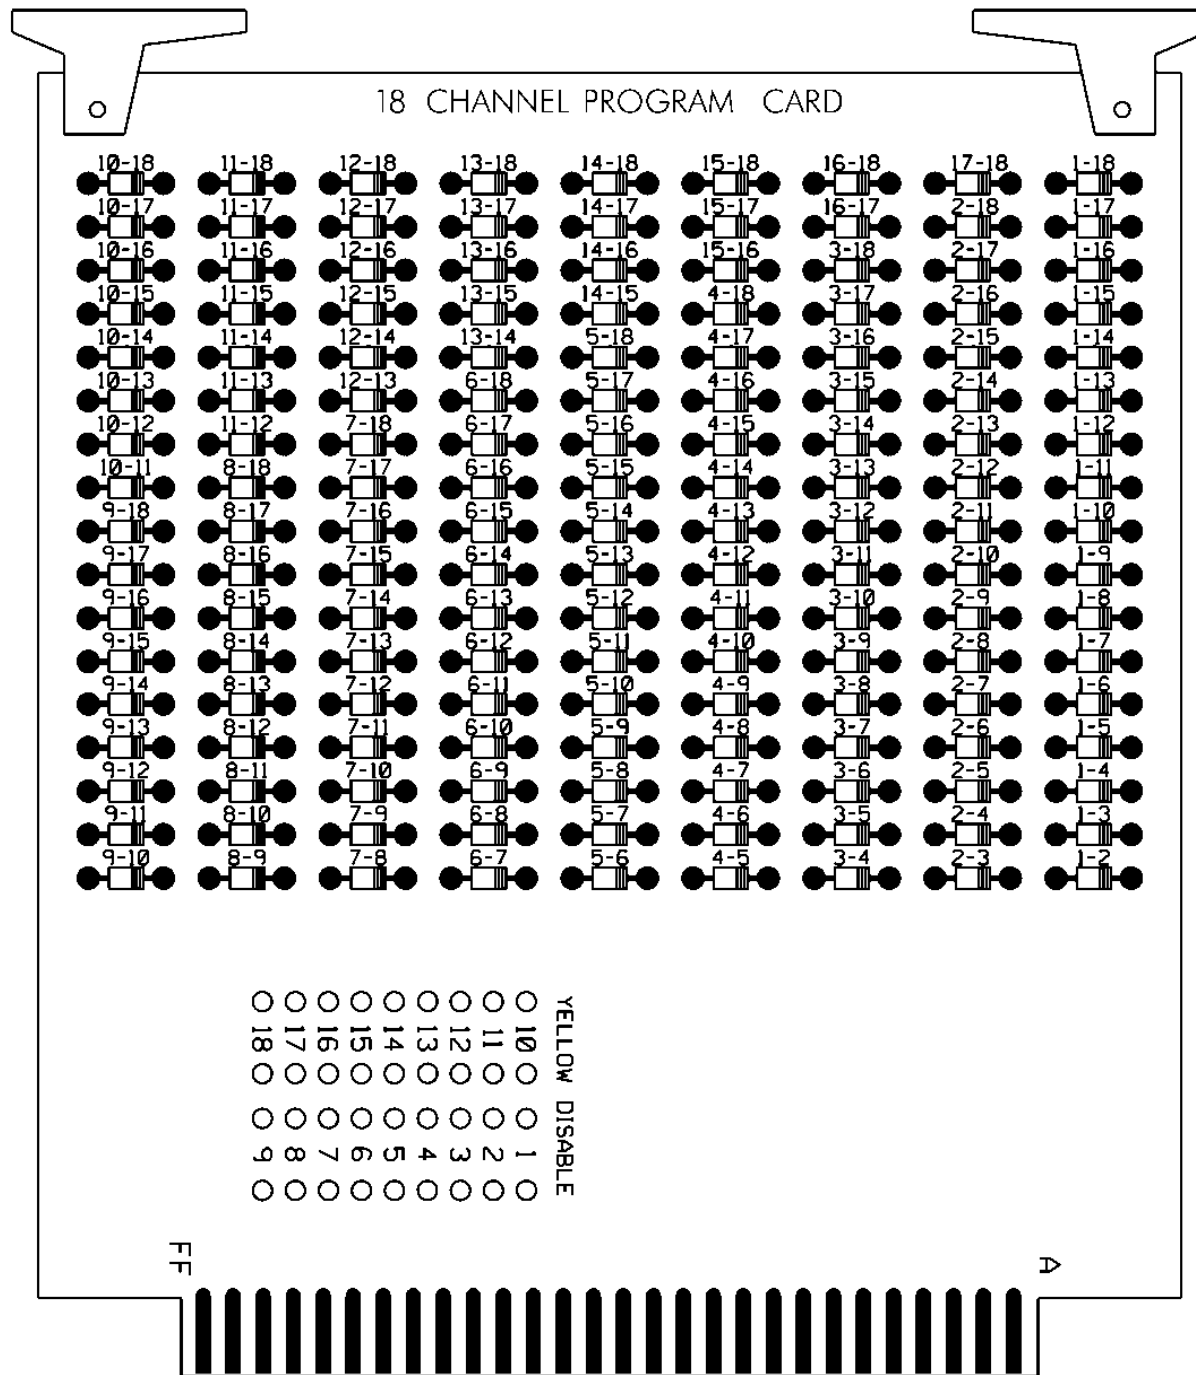 18 CHANNEL PROGRAM CARD
10-18 11-18 12-18 13-18 14-18 15-18 16-18 17-18 1-18
10-17 11-17 12-17 13-17 14-17 15-17 16-17 2-18 1-17
10-16 11-16 12-16 13-16 14-16 15-16 3-18 2-17 1-16
10-15 11-15 12-15 13-15 14-15 4-18 3-17 2-16 1-15
10-14 11-14 12-14 13-14 5-18 4-17 3-16 2-15 1-14
10-13 11-13 12-13 6-18 5-17 4-16 3-15 2-14 1-13
10-12 11-12 7-18 6-17 5-16 4-15 3-14 2-13 1-12
10-11 8-18 7-17 6-16 5-15 4-14 3-13 2-12 1-11
9-18 8-17 7-16 6-15 5-14 4-13 3-12 2-11 1-10
9-17 8-16 7-15 6-14 5-13 4-12 3-11 2-10 1-9
9-16 8-15 7-14 6-13 5-12 4-11 3-10 2-9 1-8
9-15 8-14 7-13 6-12 5-11 4-10 3-9 2-8 1-7
9-14 8-13 7-12 6-11 5-10 4-9 3-8 2-7 1-6
9-13 8-12 7-11 6-10 5-9 4-8 3-7 2-6 1-5
9-12 8-11 7-10 6-9 5-8 4-7 3-6 2-5 1-4
9-11 8-10 7-9 6-8 5-7 4-6 3-5 2-4 1-3
9-10 8-9 7-8 6-7 5-6 4-5 3-4 2-3 1-2
YELLOW DISABLE
10 1
11 2
12 3
13 4
14 5
15 6
16 7
17 8
18 9
FF
A